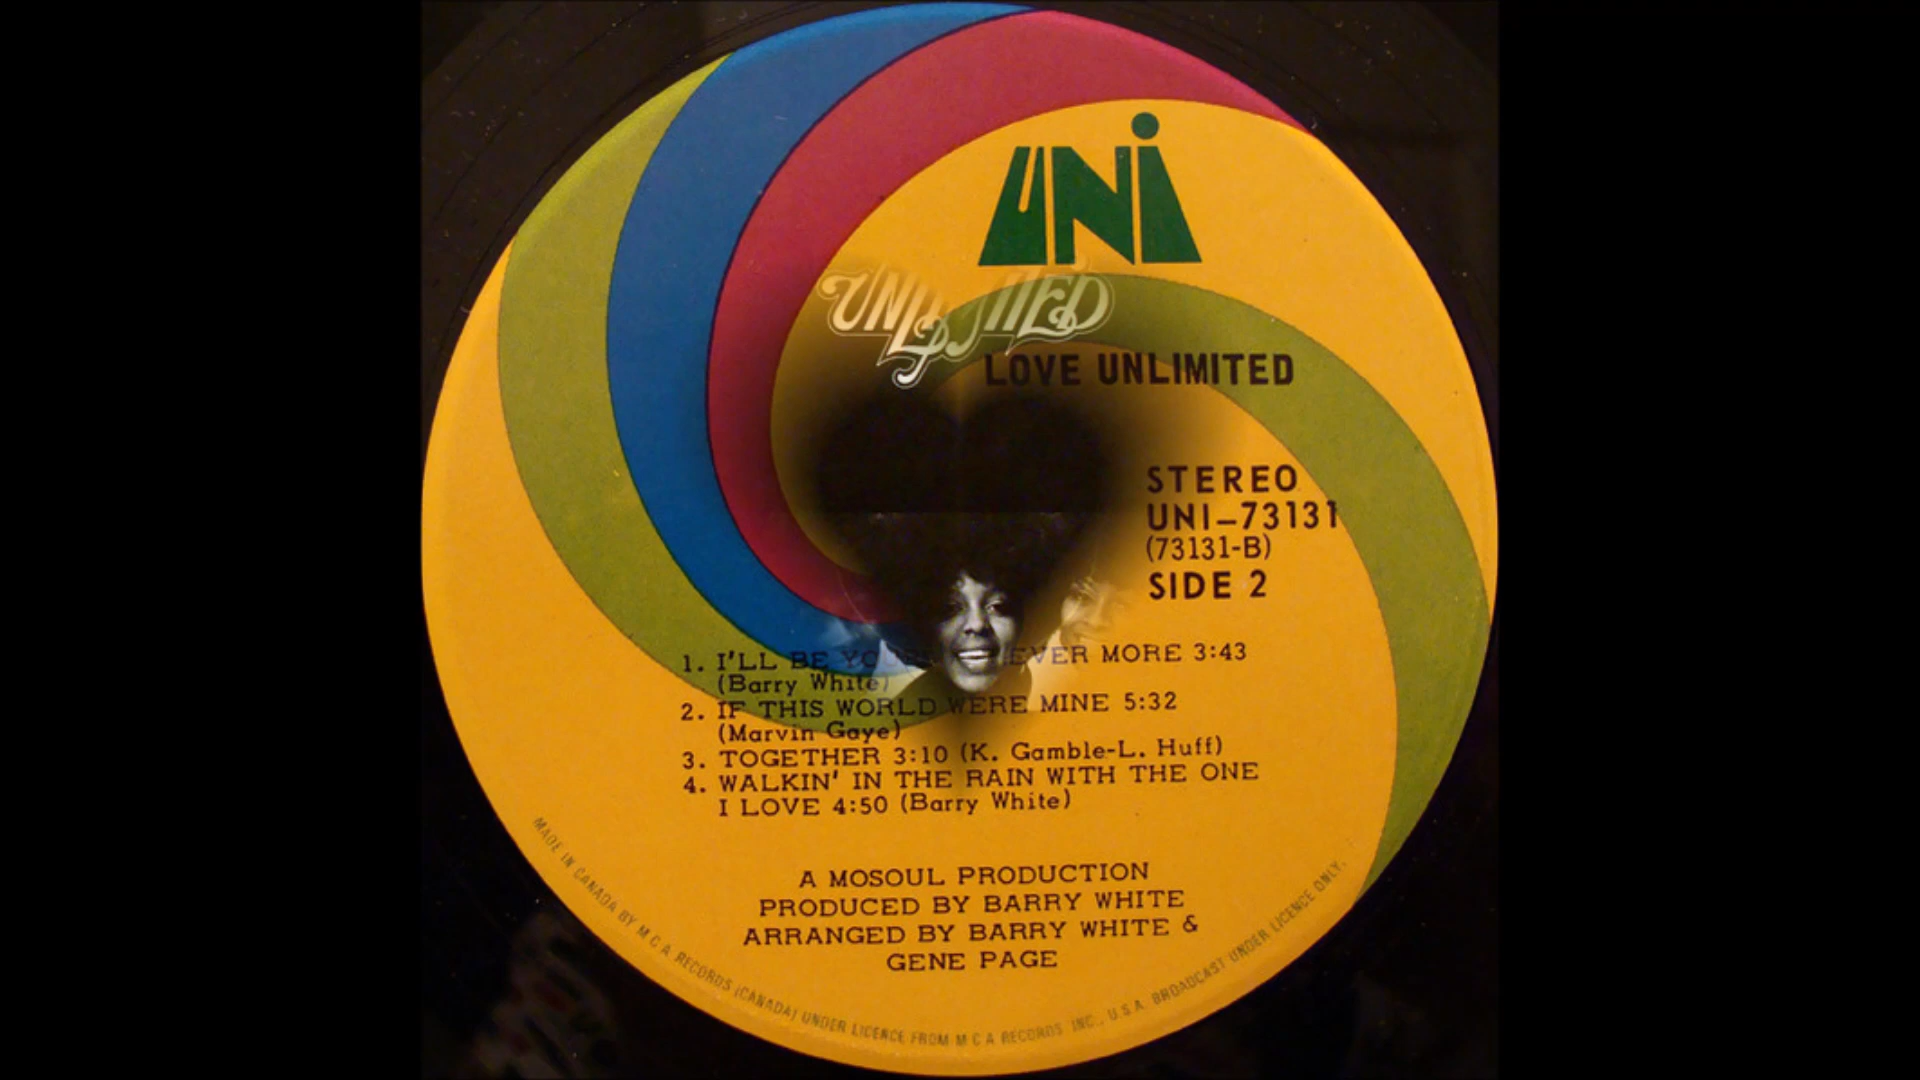 UNi
UNLIMITED
LOVE UNLIMITED
STEREO
UNI-73131
(73131-B)
SIDE 2
1. I'LL BE YO EVER MORE 3:43
(Barry White)
2. IF THIS WORLD WERE MINE 5:32
(Marvin Gaye)
3. TOGETHER 3:10 (K. Gamble-L. Huff)
4. WALKIN' IN THE RAIN WITH THE ONE
I LOVE 4:50 (Barry White)
A MOSOUL PRODUCTION
PRODUCED BY BARRY WHITE
ARRANGED BY BARRY WHITE &
GENE PAGE
MADE IN CANADA BY M C A RECORDS (CANADA) UNDER LICENCE FROM M C A RECORDS INC., U.S.A. BROADCAST UNDER LICENCE ONLY.